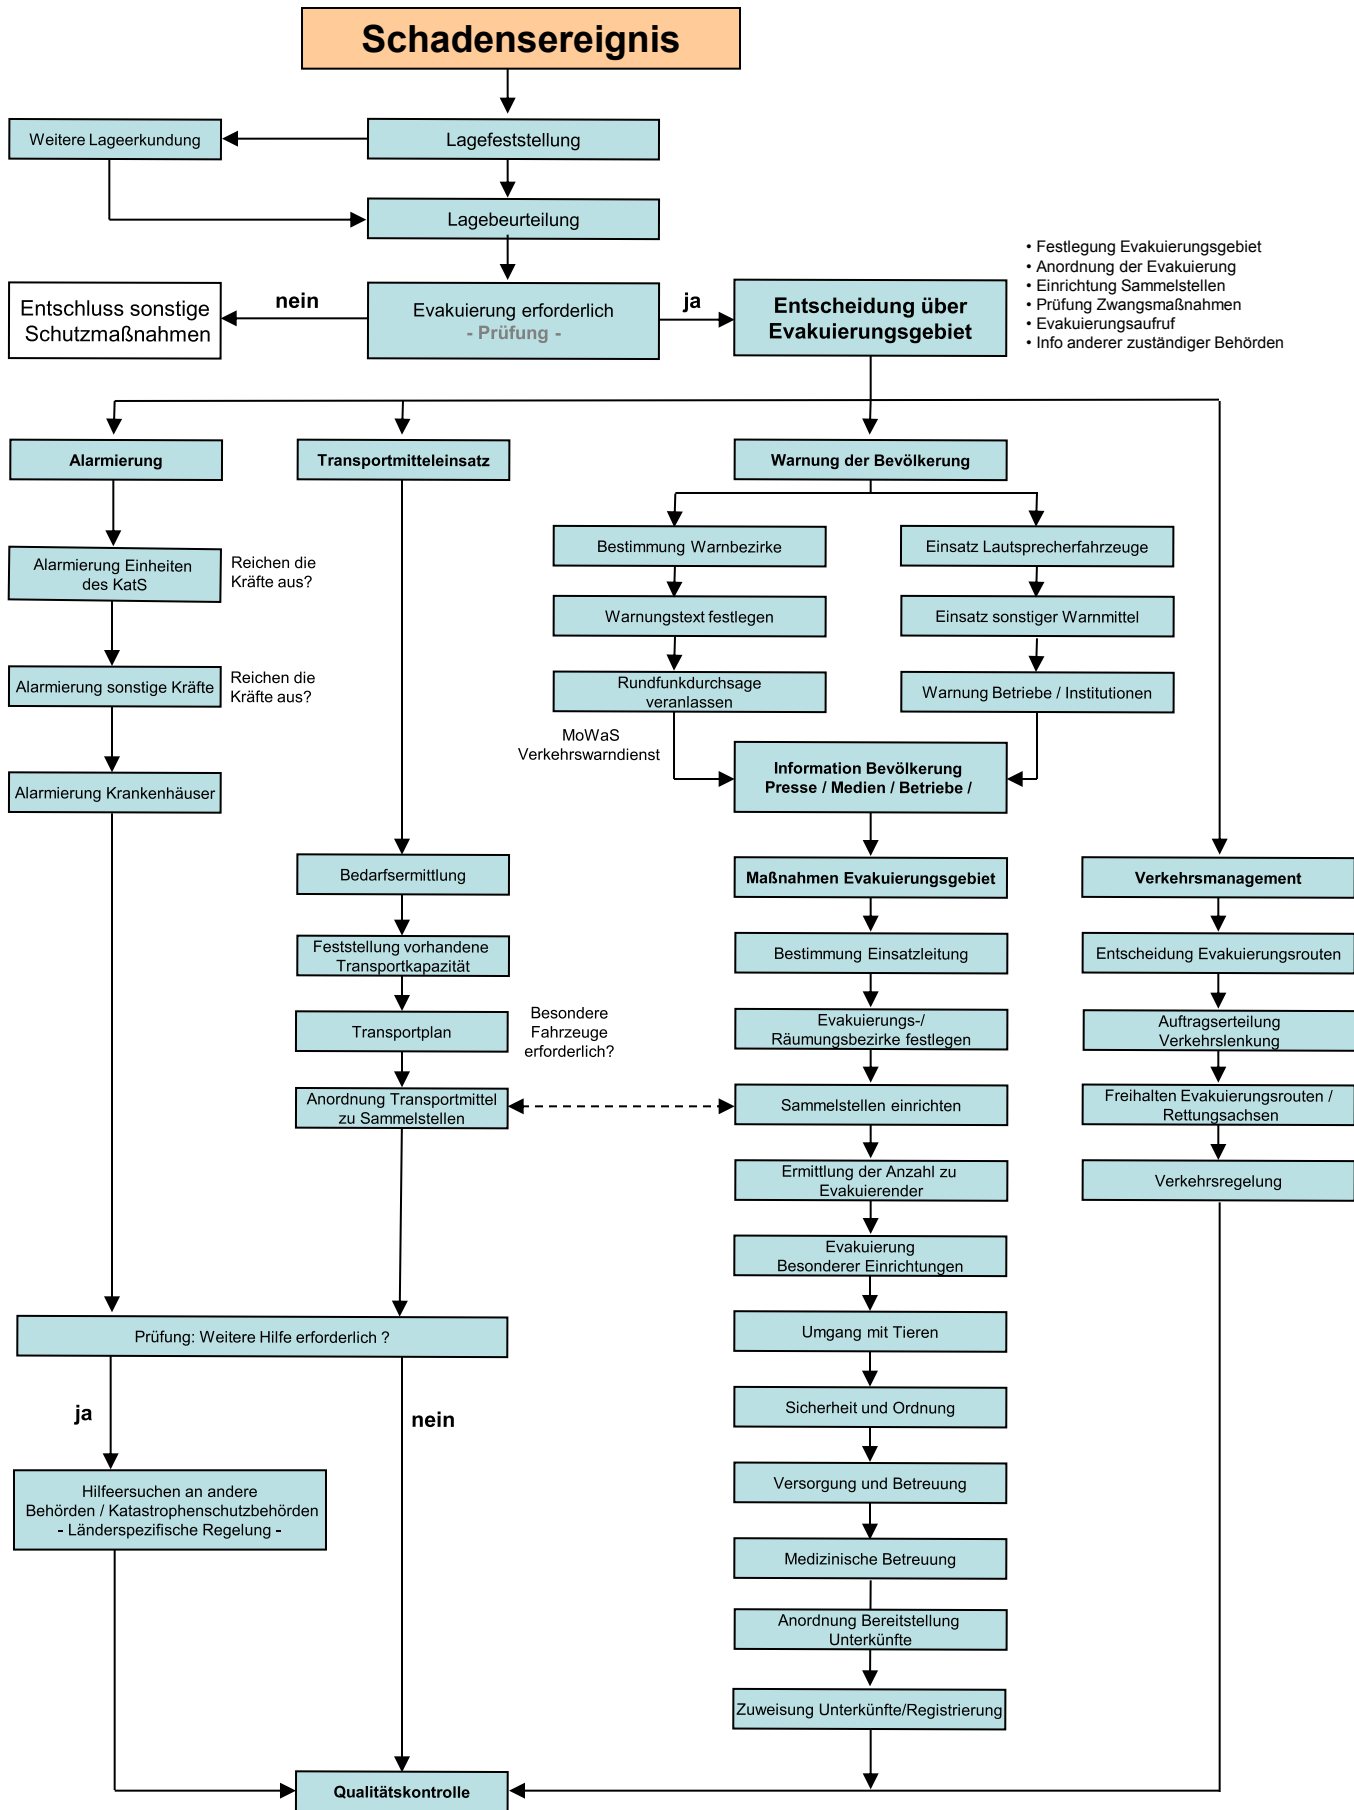 Schadensereignis
Weitere Lageerkundung
Lagefeststellung
Lagebeurteilung
• Festlegung Evakuierungsgebiet
• Anordnung der Evakuierung
• Einrichtung Sammelstellen
• Prüfung Zwangsmaßnahmen
• Evakuierungsaufruf
• Info anderer zuständiger Behörden
Entschluss sonstige
Schutzmaßnahmen
nein
Evakuierung erforderlich
- Prüfung -
ja
Entscheidung über
Evakuierungsgebiet
Alarmierung
Transportmitteleinsatz
Warnung der Bevölkerung
Alarmierung Einheiten
des KatS
Reichen die
Kräfte aus?
Bestimmung Warnbezirke
Einsatz Lautsprecherfahrzeuge
Warnungstext festlegen
Einsatz sonstiger Warnmittel
Alarmierung sonstige Kräfte
Reichen die
Kräfte aus?
Rundfunkdurchsage
veranlassen
Warnung Betriebe / Institutionen
MoWaS
Verkehrswarndienst
Alarmierung Krankenhäuser
Information Bevölkerung
Presse / Medien / Betriebe /
Bedarfsermittlung
Maßnahmen Evakuierungsgebiet
Verkehrsmanagement
Feststellung vorhandene
Transportkapazität
Bestimmung Einsatzleitung
Entscheidung Evakuierungsrouten
Transportplan
Besondere
Fahrzeuge
erforderlich?
Evakuierungs-/
Räumungsbezirke festlegen
Auftragserteilung
Verkehrslenkung
Anordnung Transportmittel
zu Sammelstellen
Sammelstellen einrichten
Freihalten Evakuierungsrouten /
Rettungsachsen
Ermittlung der Anzahl zu
Evakuierender
Verkehrsregelung
Evakuierung
Besonderer Einrichtungen
Prüfung: Weitere Hilfe erforderlich ?
Umgang mit Tieren
ja
nein
Sicherheit und Ordnung
Hilfeersuchen an andere
Behörden / Katastrophenschutzbehörden
- Länderspezifische Regelung -
Versorgung und Betreuung
Medizinische Betreuung
Anordnung Bereitstellung
Unterkünfte
Zuweisung Unterkünfte/Registrierung
Qualitätskontrolle